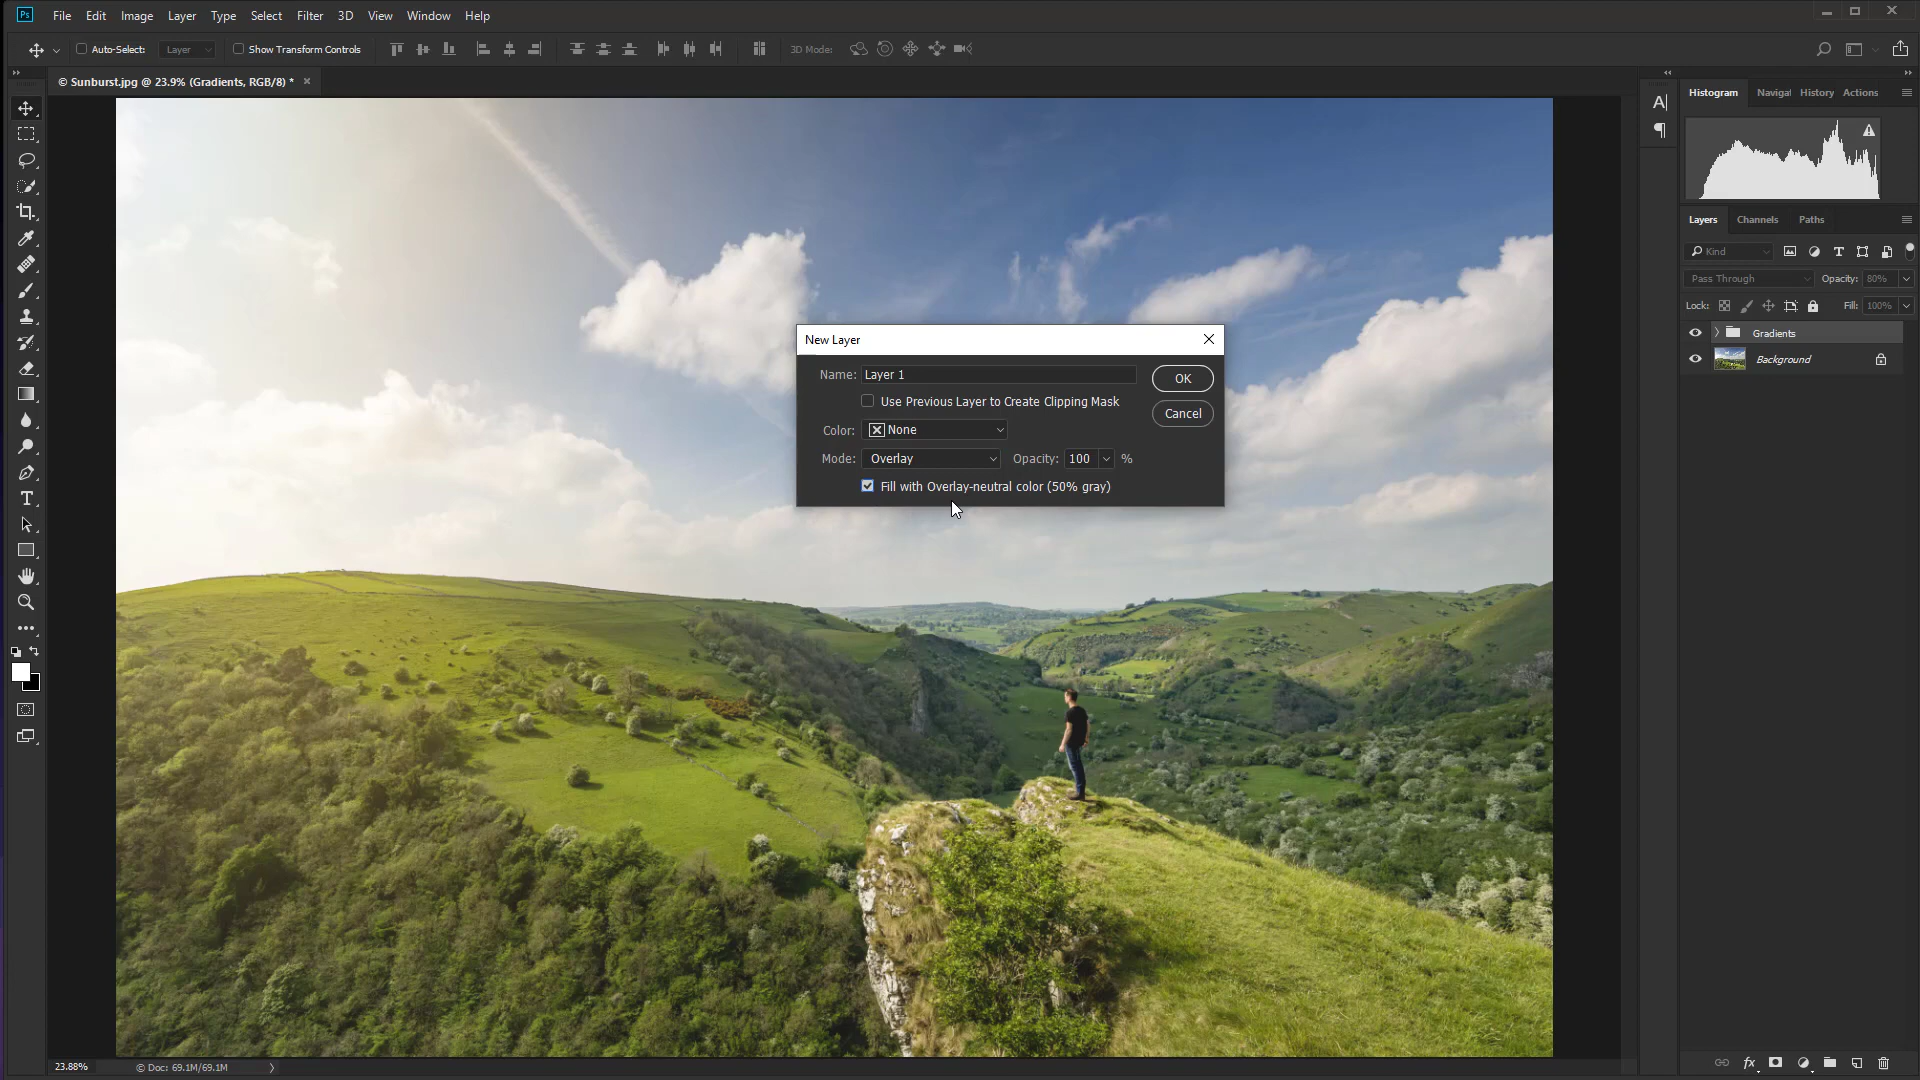 Ps File Edit Image Layer Type Select Filter 3D View Window Help
Auto-Select: Layer Show Transform Controls 3D Mode:
© Sunburst.jpg @ 23.9% (Gradients, RGB/8) *
Histogram Navigat History Actions
New Layer
Name: Layer 1
OK
Use Previous Layer to Create Clipping Mask
Cancel
Color: None
Mode: Overlay Opacity: 100 %
Fill with Overlay-neutral color (50% gray)
Layers Channels Paths
Kind
Pass Through Opacity: 80%
Lock: Fill: 100%
Gradients
Background
23.88% © Doc: 69.1M/69.1M